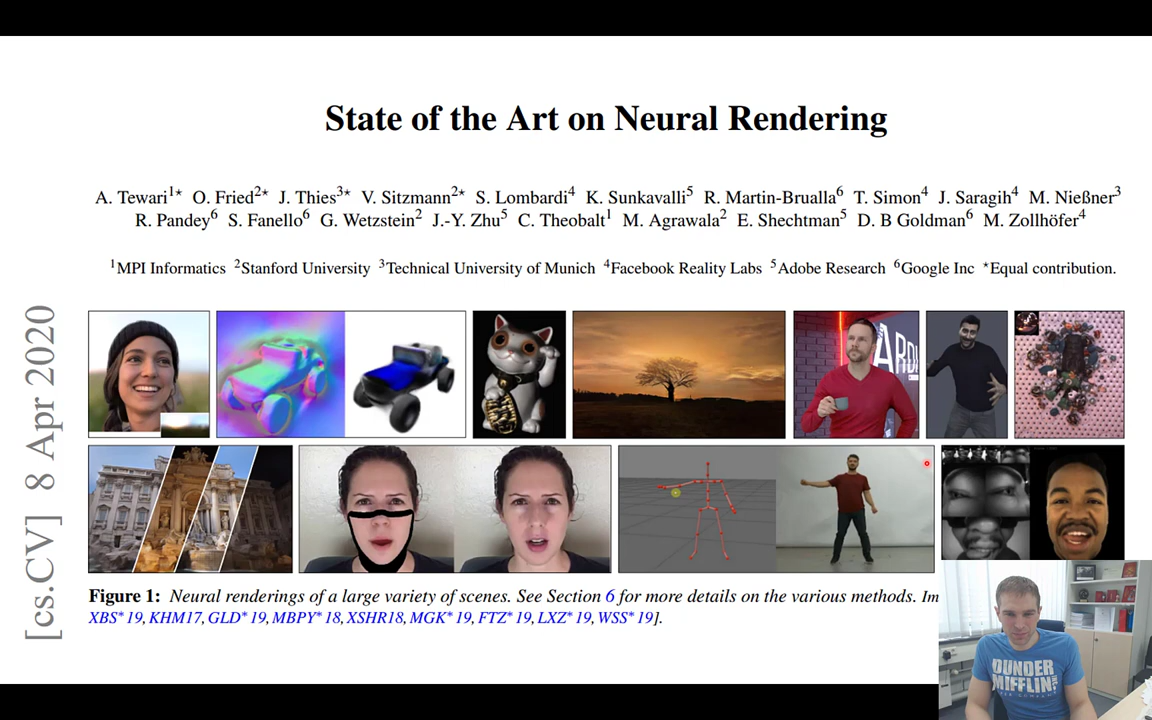 State of the Art on Neural Rendering
A. Tewari1⋆ O. Fried2⋆ J. Thies3⋆ V. Sitzmann2⋆ S. Lombardi4 K. Sunkavalli5 R. Martin-Brualla6 T. Simon4 J. Saragih4 M. Nießner3
R. Pandey6 S. Fanello6 G. Wetzstein2 J.-Y. Zhu5 C. Theobalt1 M. Agrawala2 E. Shechtman5 D. B Goldman6 M. Zollhöfer4
1MPI Informatics 2Stanford University 3Technical University of Munich 4Facebook Reality Labs 5Adobe Research 6Google Inc ⋆Equal contribution.
[cs.CV] 8 Apr 2020
ARD
Figure 1: Neural renderings of a large variety of scenes. See Section 6 for more details on the various methods. Im
XBS*19, KHM17, GLD*19, MBPY*18, XSHR18, MGK*19, FTZ*19, LXZ*19, WSS*19].
DUNDER
MIFFLIN